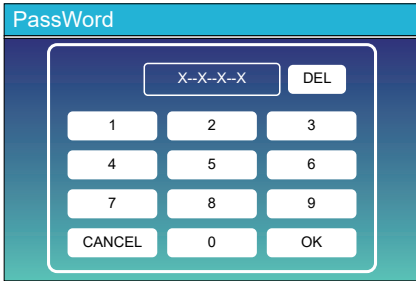 PassWord
X--X--X--X DEL
1 2 3
4 5 6
7 8 9
CANCEL 0 OK